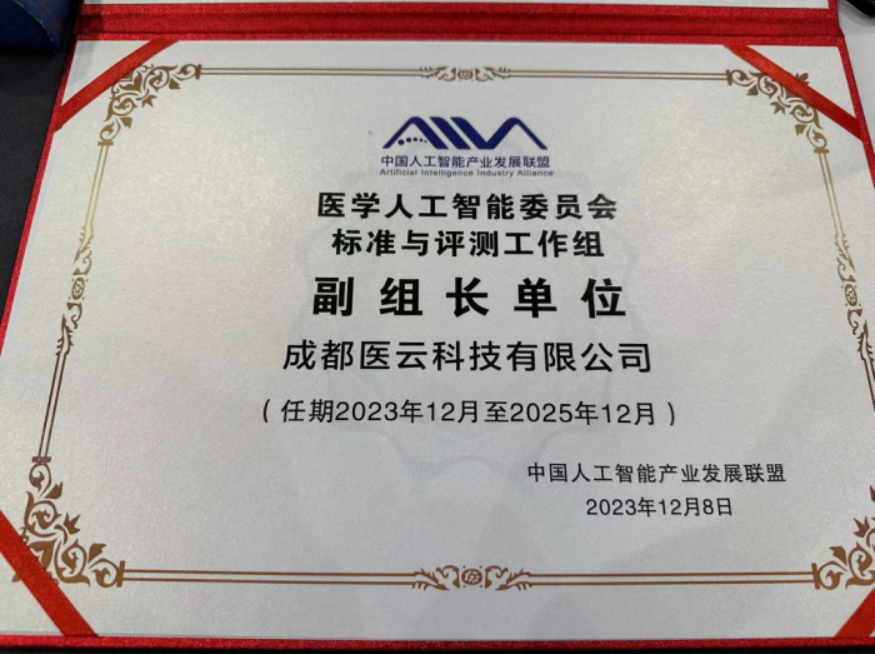 中国人工智能产业发展联盟
Artificial Intelligence Industry Alliance
医学人工智能委员会
标准与评测工作组
副组长单位
成都医云科技有限公司
（任期2023年12月至2025年12月）
中国人工智能产业发展联盟
2023年12月8日